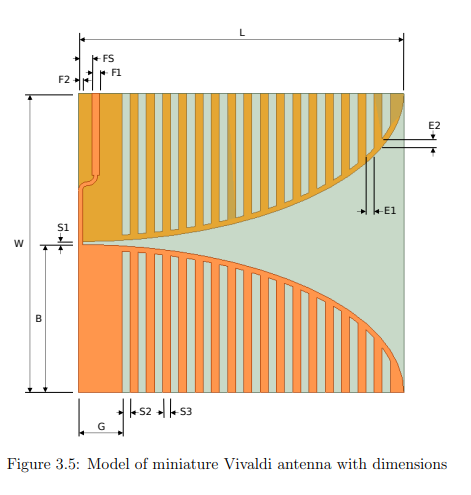 L
FS
F1
F2
E2
S1
E1
W
B
S2
S3
G
Figure 3.5: Model of miniature Vivaldi antenna with dimensions